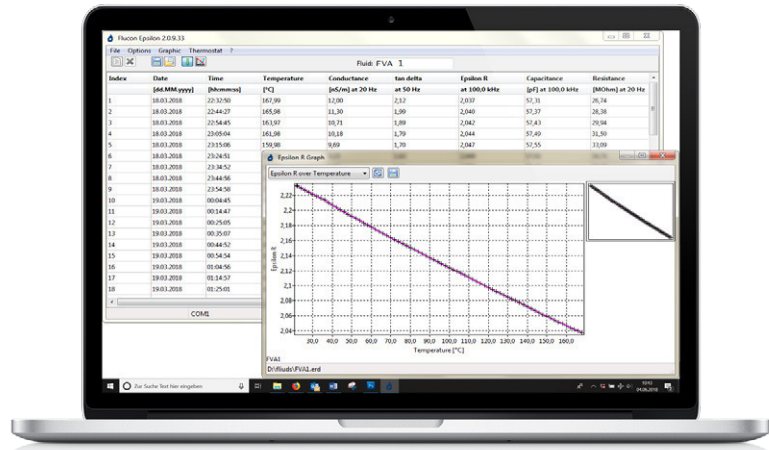 Flucon Epsilon 2.0.9.33
File Options Graphic Thermostat ?
Fluid: FVA 1
Index Date Time Temperature Conductance tan delta Epsilon R Capacitance Resistance
[dd.MM.yyyy] [hh:mm:ss] [°C] [nS/m] at 20 Hz at 50 Hz at 100,0 kHz [pF] at 100,0 kHz [MOhm] at 20 Hz
1 18.03.2018 22:32:50 167,99 12,00 2,12 2,037 57,31 26,74
2 18.03.2018 22:44:27 165,98 11,30 1,99 2,040 57,37 28,38
3 18.03.2018 22:54:45 163,97 10,71 1,89 2,042 57,43 29,94
4 18.03.2018 23:05:04 161,98 10,18 1,79 2,044 57,49 31,50
5 18.03.2018 23:15:06 159,98 9,69 1,70 2,047 57,55 33,09
6 18.03.2018 23:24:51
7 18.03.2018 23:34:52
8 18.03.2018 23:44:56
9 18.03.2018 23:54:58
10 19.03.2018 00:04:45
11 19.03.2018 00:14:47
12 19.03.2018 00:25:05
13 19.03.2018 00:35:07
14 19.03.2018 00:44:52
15 19.03.2018 00:54:54
16 19.03.2018 01:04:56
17 19.03.2018 01:14:57
18 19.03.2018 01:25:01
COM1
Epsilon R Graph
Epsilon R over Temperature
2,22
2,2
2,18
2,16
2,14
2,12
2,1
2,08
2,06
2,04
Epsilon R
30,0 40,0 50,0 60,0 70,0 80,0 90,0 100,0 110,0 120,0 130,0 140,0 150,0 160,0
Temperature [°C]
FVA1
D:\fliuds\FVA1.erd
Zur Suche Text hier eingeben
04.06.2018